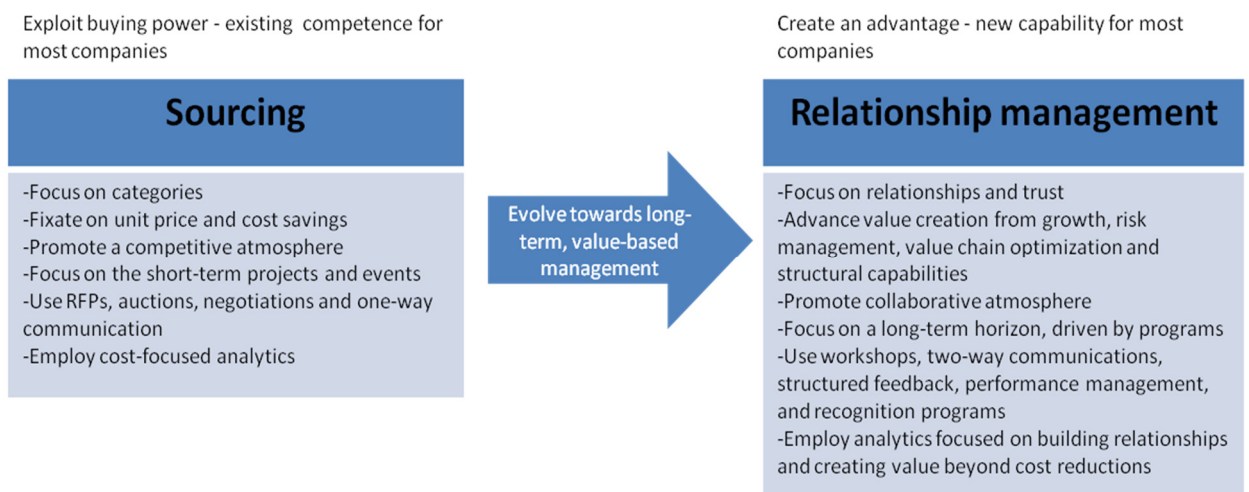 Exploit buying power - existing competence for
most companies
Sourcing
-Focus on categories
-Fixate on unit price and cost savings
-Promote a competitive atmosphere
-Focus on the short-term projects and events
-Use RFPs, auctions, negotiations and one-way
communication
-Employ cost-focused analytics
Evolve towards long-
term, value-based
management
Create an advantage - new capability for most
companies
Relationship management
-Focus on relationships and trust
-Advance value creation from growth, risk
management, value chain optimization and
structural capabilities
-Promote collaborative atmosphere
-Focus on a long-term horizon, driven by programs
-Use workshops, two-way communications,
structured feedback, performance management,
and recognition programs
-Employ analytics focused on building relationships
and creating value beyond cost reductions